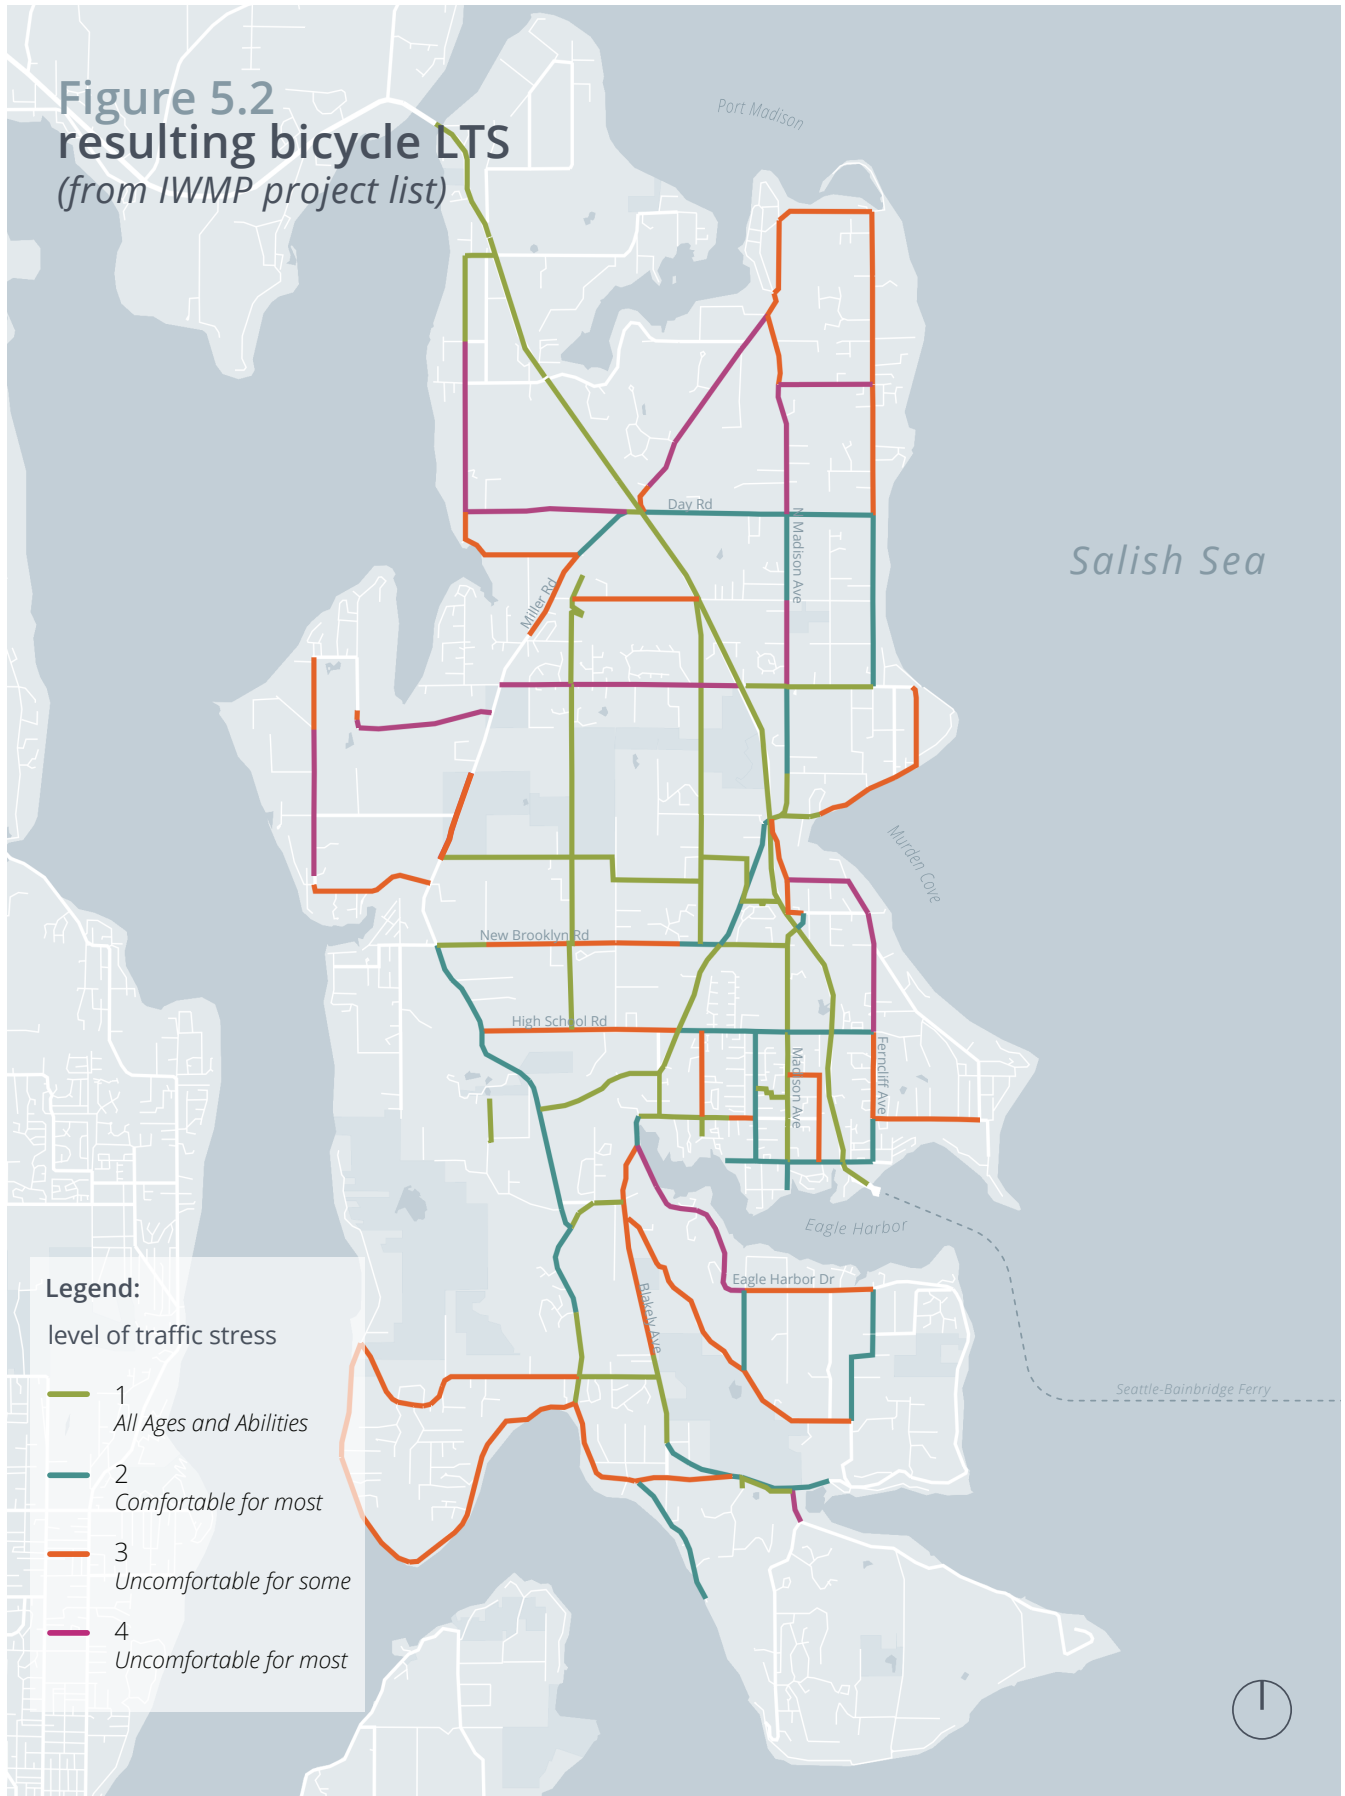 Figure 5.2
resulting bicycle LTS
(from IWMP project list)
Port Madison
Day Rd
N Madison Ave
Salish Sea
Miller Rd
Murden Cove
New Brooklyn Rd
High School Rd
Madison Ave
Ferncliff Ave
Eagle Harbor
Eagle Harbor Dr
Blakely Ave
Seattle-Bainbridge Ferry
Legend:
level of traffic stress
1
All Ages and Abilities
2
Comfortable for most
3
Uncomfortable for some
4
Uncomfortable for most